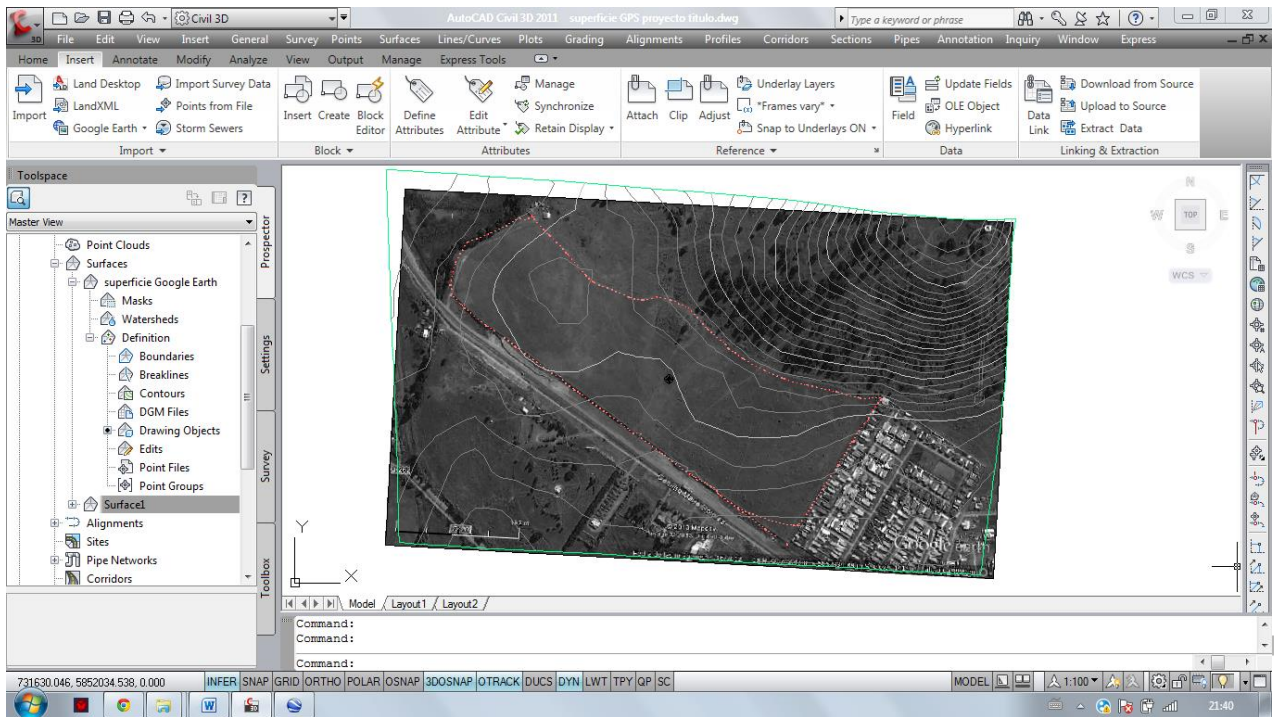 Civil 3D
AutoCAD Civil 3D 2011 superficie GPS proyecto titulo.dwg
Type a keyword or phrase
3D
File Edit View Insert General Survey Points Surfaces Lines/Curves Plots Grading Alignments Profiles Corridors Sections Pipes Annotation Inquiry Window Express
Home Insert Annotate Modify Analyze View Output Manage Express Tools
Import
Land Desktop
LandXML
Google Earth
Import Survey Data
Points from File
Storm Sewers
Insert
Create
Block Editor
Define Attributes
Edit Attribute
Manage
Synchronize
Retain Display
Attach
Clip
Adjust
Underlay Layers
*Frames vary*
Snap to Underlays ON
Field
Update Fields
OLE Object
Hyperlink
Data Link
Download from Source
Upload to Source
Extract Data
Import Block Attributes Reference Data Linking & Extraction
Toolspace
Master View
Point Clouds
Surfaces
superficie Google Earth
Masks
Watersheds
Definition
Boundaries
Breaklines
Contours
DGM Files
Drawing Objects
Edits
Point Files
Point Groups
Surface1
Alignments
Sites
Pipe Networks
Corridors
Prospector
Settings
Survey
Toolbox
N
W
TOP
E
S
WCS
Google earth
Y
X
Model Layout1 Layout2
Command:
Command:
Command:
731630.046, 5852034.538, 0.000 INFER SNAP GRID ORTHO POLAR OSNAP 3DOSNAP OTRACK DUCS DYN LWT TPY QP SC MODEL 1:100
21:40